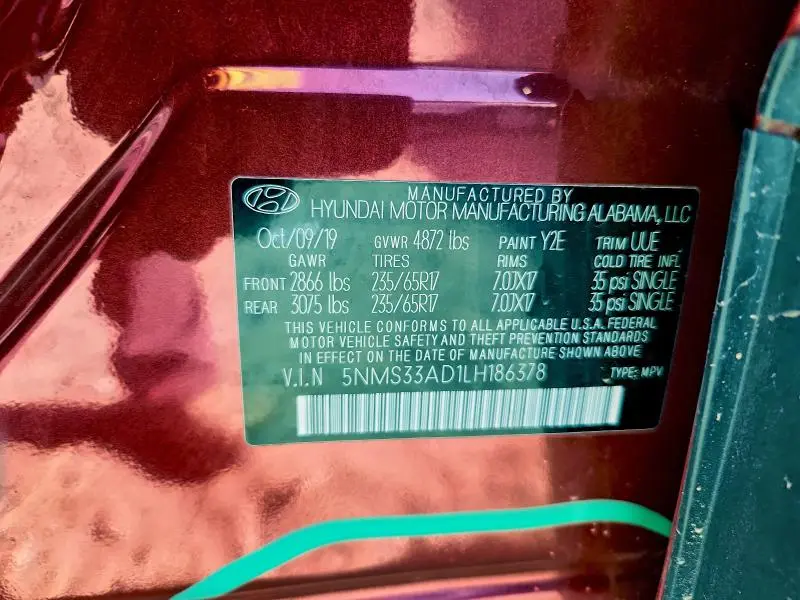 MANUFACTURED BY
HYUNDAI MOTOR MANUFACTURING ALABAMA, LLC
Oct/09/19 GVWR 4872 lbs PAINT Y2E TRIM UUE
GAWR TIRES RIMS COLD TIRE INFL
FRONT 2866 lbs 235/65R17 7.0JX17 35 psi SINGLE
REAR 3075 lbs 235/65R17 7.0JX17 35 psi SINGLE
THIS VEHICLE CONFORMS TO ALL APPLICABLE U.S.A. FEDERAL
MOTOR VEHICLE SAFETY AND THEFT PREVENTION STANDARDS
IN EFFECT ON THE DATE OF MANUFACTURE SHOWN ABOVE
V.I.N 5NMS33AD1LH186378 TYPE: MPV